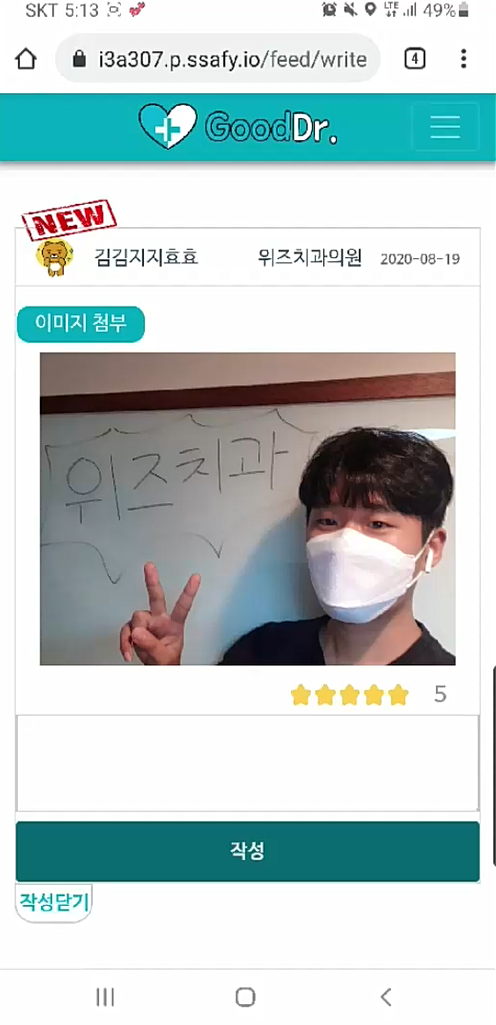 SKT 5:13
LTE 49%
i3a307.p.ssafy.io/feed/write
4
GoodDr.
NEW
김김지지효효 위즈치과의원 2020-08-19
이미지 첨부
위즈치과
5
작성
작성닫기